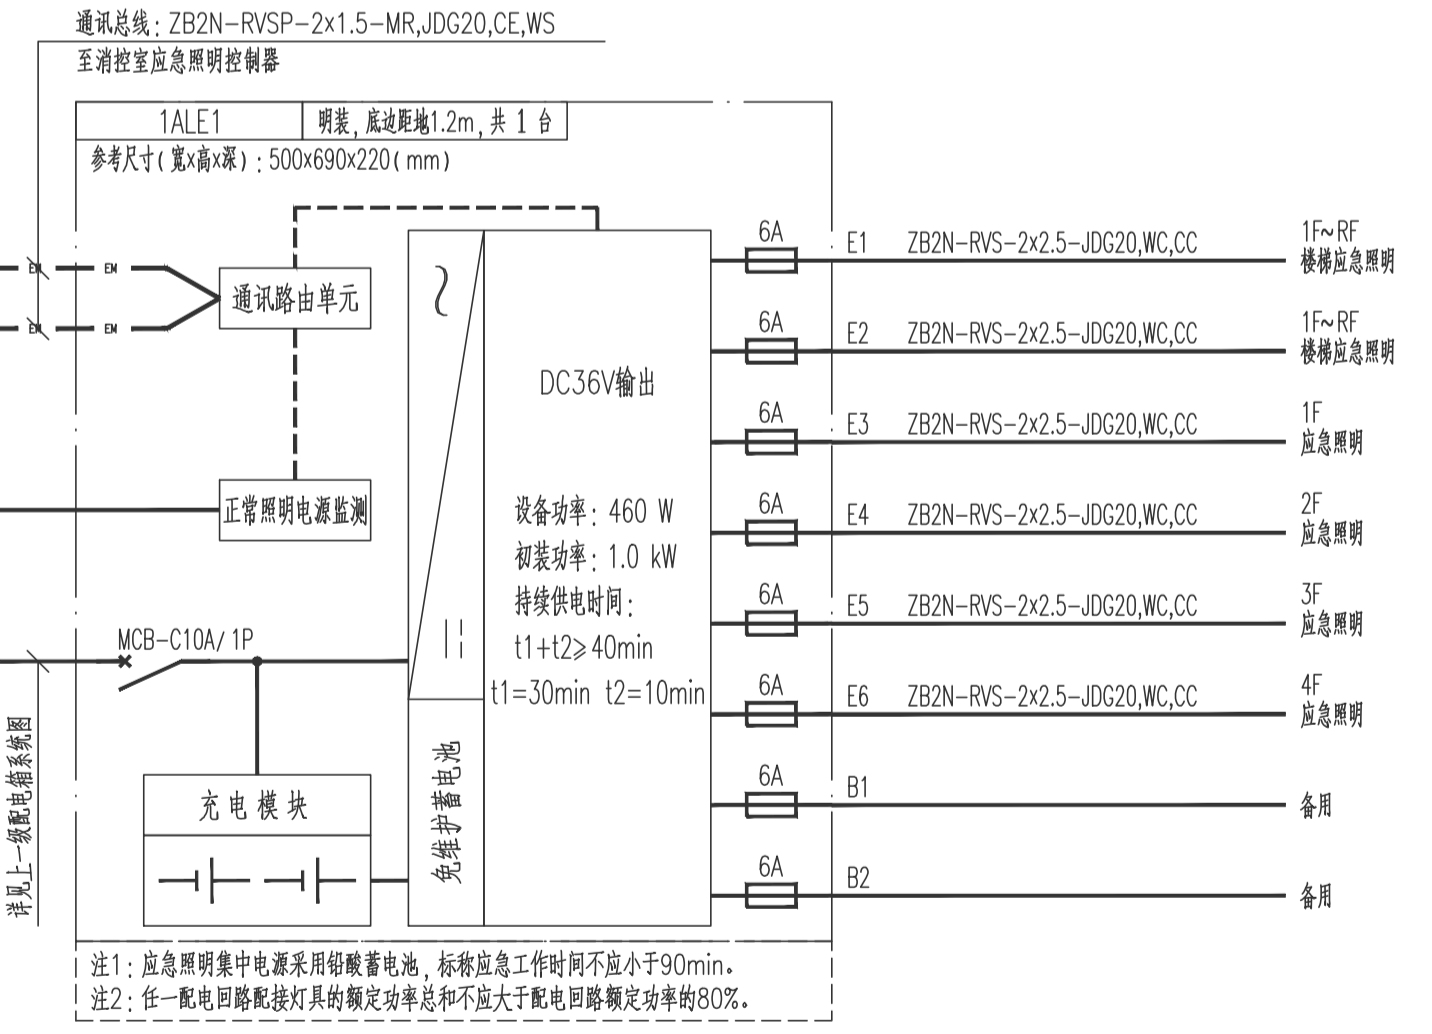 通讯总线：ZB2N-RVSP-2x1.5-MR,JDG20,CE,WS
至消控室应急照明控制器
1ALE1
明装，底边距地1.2m，共 1 台
参考尺寸(宽x高x深)：500x690x220(mm)
EM EM
EM EM
通讯路由单元
正常照明电源监测
MCB-C10A/1P
详见上一级配电箱系统图
充电模块
免维护蓄电池
DC36V输出
设备功率：460 W
初装功率：1.0 kW
持续供电时间：
t1+t2≥40min
t1=30min t2=10min
6A E1 ZB2N-RVS-2x2.5-JDG20,WC,CC 1F~RF
楼梯应急照明
6A E2 ZB2N-RVS-2x2.5-JDG20,WC,CC 1F~RF
楼梯应急照明
6A E3 ZB2N-RVS-2x2.5-JDG20,WC,CC 1F
应急照明
6A E4 ZB2N-RVS-2x2.5-JDG20,WC,CC 2F
应急照明
6A E5 ZB2N-RVS-2x2.5-JDG20,WC,CC 3F
应急照明
6A E6 ZB2N-RVS-2x2.5-JDG20,WC,CC 4F
应急照明
6A B1 备用
6A B2 备用
注1：应急照明集中电源采用铅酸蓄电池，标称应急工作时间不应小于90min。
注2：任一配电回路配接灯具的额定功率总和不应大于配电回路额定功率的80%。